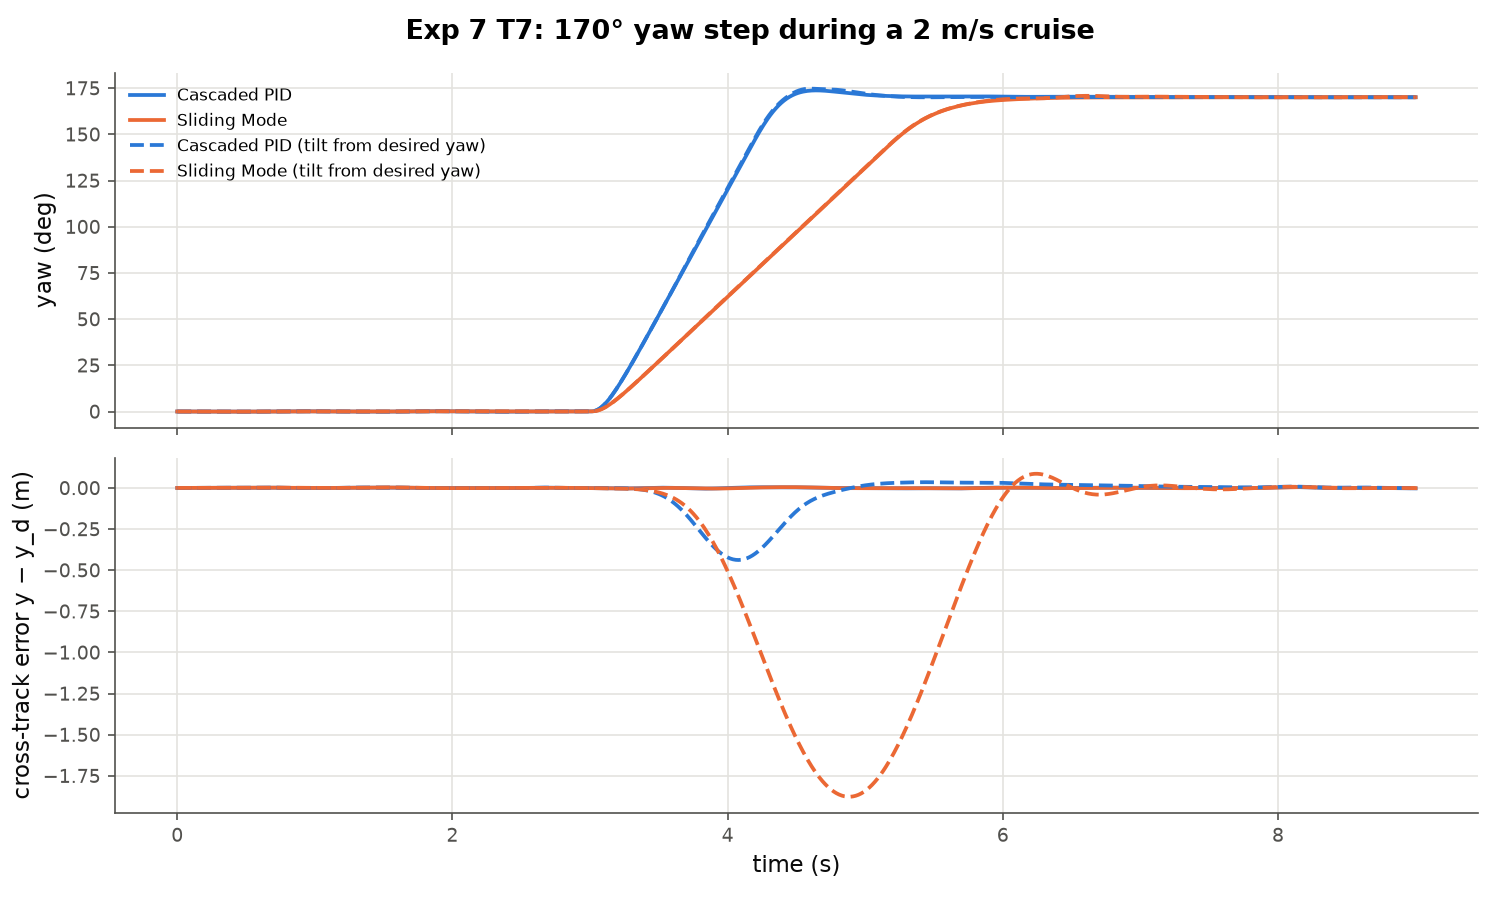 Exp 7 T7: 170° yaw step during a 2 m/s cruise
yaw (deg)
175
150
125
100
75
50
25
0
Cascaded PID
Sliding Mode
Cascaded PID (tilt from desired yaw)
Sliding Mode (tilt from desired yaw)
cross-track error y − y_d (m)
0.00
−0.25
−0.50
−0.75
−1.00
−1.25
−1.50
−1.75
0 2 4 6 8
time (s)